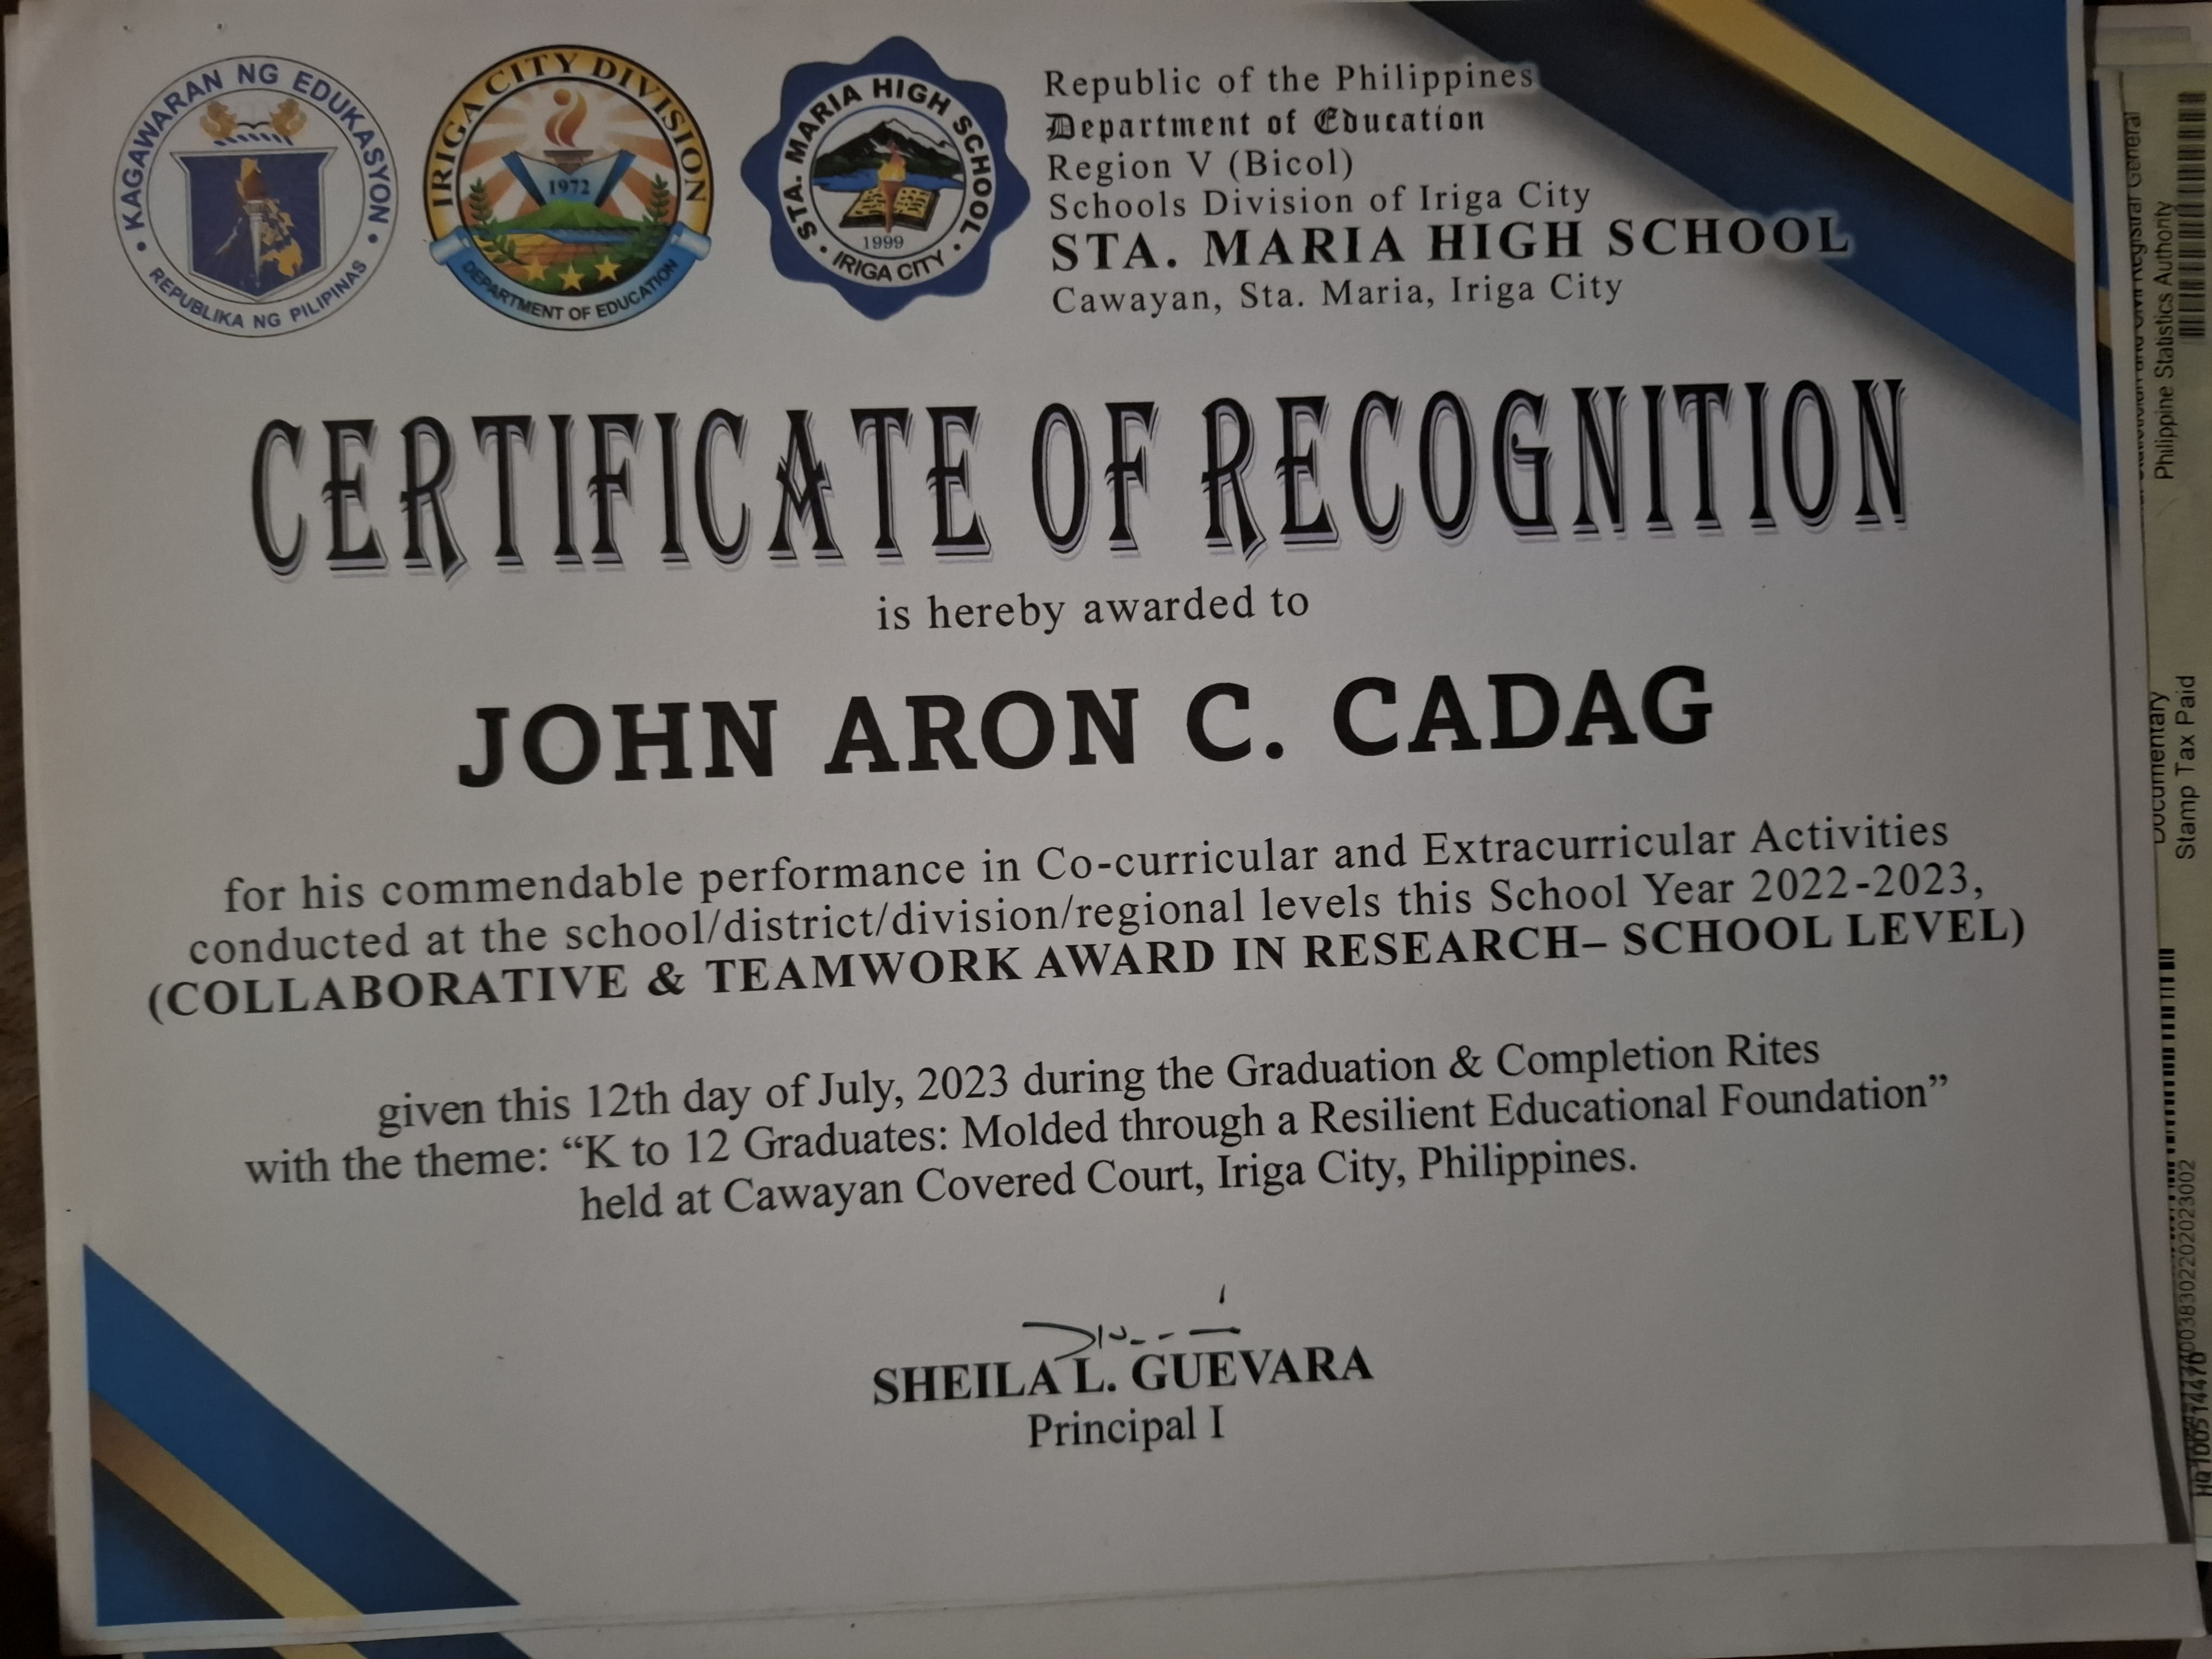 KAGAWARAN NG EDUKASYON
REPUBLIKA NG PILIPINAS
IRIGA CITY DIVISION
1972
DEPARTMENT OF EDUCATION
STA. MARIA HIGH SCHOOL
1999
IRIGA CITY
Republic of the Philippines
Department of Education
Region V (Bicol)
Schools Division of Iriga City
STA. MARIA HIGH SCHOOL
Cawayan, Sta. Maria, Iriga City
CERTIFICATE OF RECOGNITION
is hereby awarded to
JOHN ARON C. CADAG
for his commendable performance in Co-curricular and Extracurricular Activities
conducted at the school/district/division/regional levels this School Year 2022-2023,
(COLLABORATIVE & TEAMWORK AWARD IN RESEARCH– SCHOOL LEVEL)
given this 12th day of July, 2023 during the Graduation & Completion Rites
with the theme: “K to 12 Graduates: Molded through a Resilient Educational Foundation”
held at Cawayan Covered Court, Iriga City, Philippines.
SHEILA L. GUEVARA
Principal I
Registrar General
Philippine Statistics Authority
Documentary
Stamp Tax Paid